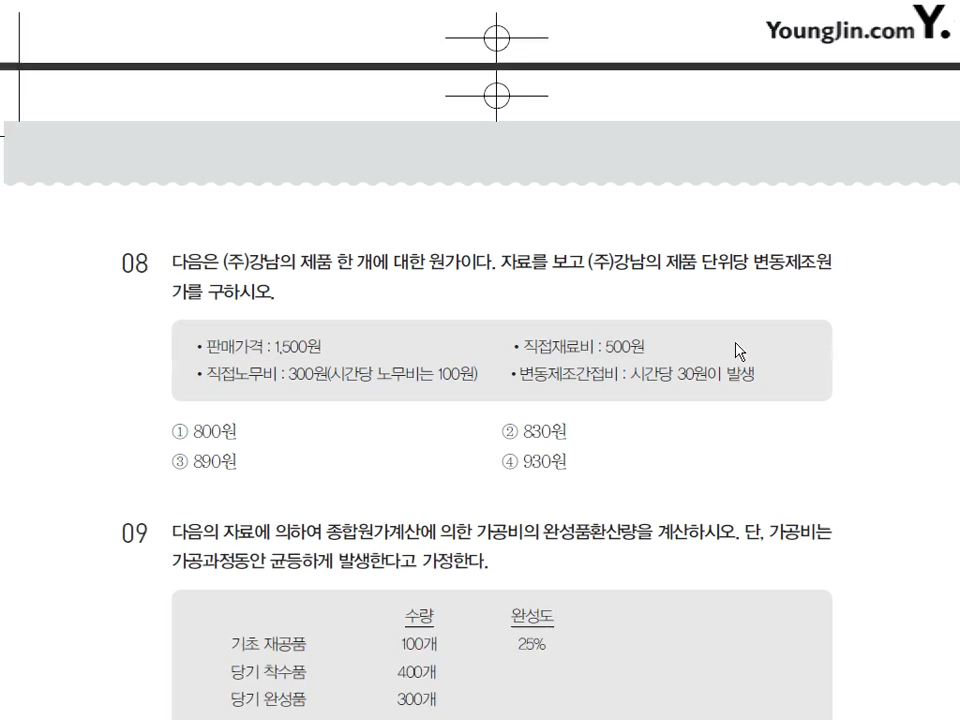 YoungJin.com Y.
08 다음은 (주)강남의 제품 한 개에 대한 원가이다. 자료를 보고 (주)강남의 제품 단위당 변동제조원
가를 구하시오.
• 판매가격 : 1,500원 • 직접재료비 : 500원
• 직접노무비 : 300원(시간당 노무비는 100원) • 변동제조간접비 : 시간당 30원이 발생
① 800원 ② 830원
③ 890원 ④ 930원
09 다음의 자료에 의하여 종합원가계산에 의한 가공비의 완성품환산량을 계산하시오. 단, 가공비는
가공과정동안 균등하게 발생한다고 가정한다.
수량 완성도
기초 재공품 100개 25%
당기 착수품 400개
당기 완성품 300개